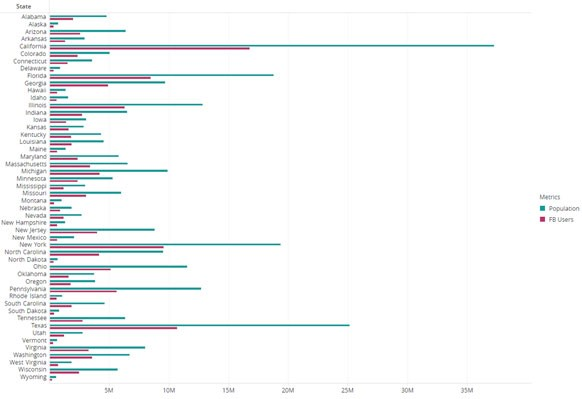 State
Alabama
Alaska
Arizona
Arkansas
California
Colorado
Connecticut
Delaware
Florida
Georgia
Hawaii
Idaho
Illinois
Indiana
Iowa
Kansas
Kentucky
Louisiana
Maine
Maryland
Massachusetts
Michigan
Minnesota
Mississippi
Missouri
Montana
Nebraska
Nevada
New Hampshire
New Jersey
New Mexico
New York
North Carolina
North Dakota
Ohio
Oklahoma
Oregon
Pennsylvania
Rhode Island
South Carolina
South Dakota
Tennessee
Texas
Utah
Vermont
Virginia
Washington
West Virginia
Wisconsin
Wyoming
5M 10M 15M 20M 25M 30M 35M
Metrics
Population
FB Users